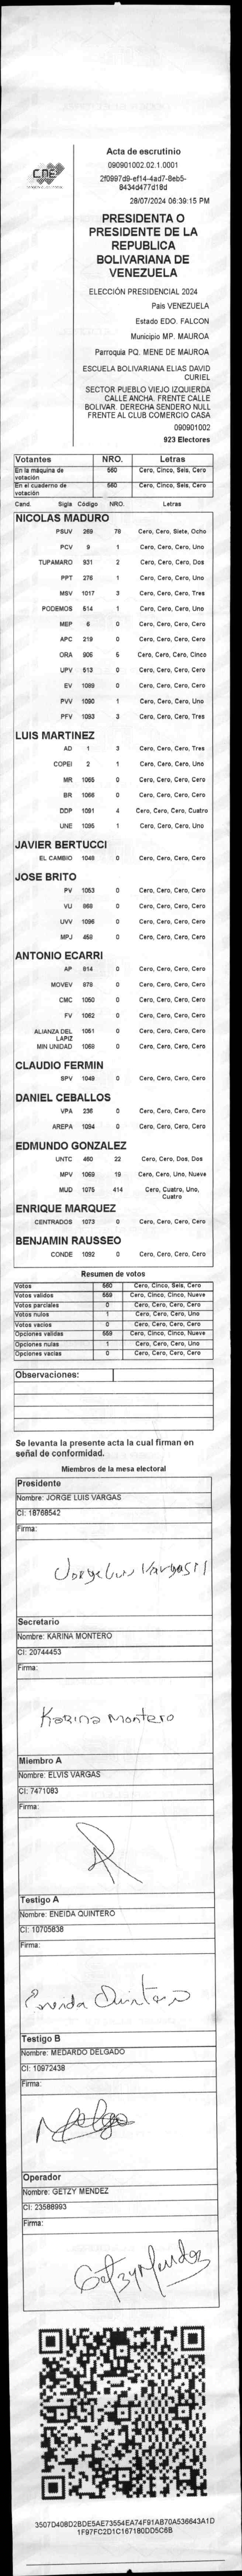 CNE
Acta de escrutinio
090901002.02.1.0001
2f0997d9-ef14-4ad7-8eb5-
8434d477d18d
28/07/2024 06:39:15 PM
PRESIDENTA O
PRESIDENTE DE LA
REPUBLICA
BOLIVARIANA DE
VENEZUELA
ELECCIÓN PRESIDENCIAL 2024
País VENEZUELA
Estado EDO. FALCON
Municipio MP. MAUROA
Parroquia PQ. MENE DE MAUROA
ESCUELA BOLIVARIANA ELIAS DAVID
CURIEL
SECTOR PUEBLO VIEJO IZQUIERDA
CALLE ANCHA. FRENTE CALLE
BOLIVAR. DERECHA SENDERO NULL
FRENTE AL CLUB COMERCIO CASA
090901002
923 Electores
Votantes NRO. Letras
En la máquina de votación 560 Cero, Cinco, Seis, Cero
En el cuaderno de votación 560 Cero, Cinco, Seis, Cero
Cand. Sigla Código NRO. Letras
NICOLAS MADURO
PSUV 269 78 Cero, Cero, Siete, Ocho
PCV 9 1 Cero, Cero, Cero, Uno
TUPAMARO 931 2 Cero, Cero, Cero, Dos
PPT 276 1 Cero, Cero, Cero, Uno
MSV 1017 3 Cero, Cero, Cero, Tres
PODEMOS 514 1 Cero, Cero, Cero, Uno
MEP 6 0 Cero, Cero, Cero, Cero
APC 219 0 Cero, Cero, Cero, Cero
ORA 906 5 Cero, Cero, Cero, Cinco
UPV 913 0 Cero, Cero, Cero, Cero
EV 1089 0 Cero, Cero, Cero, Cero
PVV 1090 1 Cero, Cero, Cero, Uno
PFV 1093 3 Cero, Cero, Cero, Tres
LUIS MARTINEZ
AD 1 3 Cero, Cero, Cero, Tres
COPEI 2 1 Cero, Cero, Cero, Uno
MR 1065 0 Cero, Cero, Cero, Cero
BR 1066 0 Cero, Cero, Cero, Cero
DDP 1091 4 Cero, Cero, Cero, Cuatro
UNE 1095 1 Cero, Cero, Cero, Uno
JAVIER BERTUCCI
EL CAMBIO 1048 0 Cero, Cero, Cero, Cero
JOSE BRITO
PV 1053 0 Cero, Cero, Cero, Cero
VU 868 0 Cero, Cero, Cero, Cero
UVV 1096 0 Cero, Cero, Cero, Cero
MPJ 458 0 Cero, Cero, Cero, Cero
ANTONIO ECARRI
AP 814 0 Cero, Cero, Cero, Cero
MOVEV 878 0 Cero, Cero, Cero, Cero
CMC 1050 0 Cero, Cero, Cero, Cero
FV 1062 0 Cero, Cero, Cero, Cero
ALIANZA DEL LAPIZ 1051 0 Cero, Cero, Cero, Cero
MIN UNIDAD 1068 0 Cero, Cero, Cero, Cero
CLAUDIO FERMIN
SPV 1049 0 Cero, Cero, Cero, Cero
DANIEL CEBALLOS
VPA 236 0 Cero, Cero, Cero, Cero
AREPA 1094 0 Cero, Cero, Cero, Cero
EDMUNDO GONZALEZ
UNTC 460 22 Cero, Cero, Dos, Dos
MPV 1069 19 Cero, Cero, Uno, Nueve
MUD 1075 414 Cero, Cuatro, Uno, Cuatro
ENRIQUE MARQUEZ
CENTRADOS 1073 0 Cero, Cero, Cero, Cero
BENJAMIN RAUSSEO
CONDE 1092 0 Cero, Cero, Cero, Cero
Resumen de votos
Votos 560 Cero, Cinco, Seis, Cero
Votos validos 559 Cero, Cinco, Cinco, Nueve
Votos parciales 0 Cero, Cero, Cero, Cero
Votos nulos 1 Cero, Cero, Cero, Uno
Votos vacios 0 Cero, Cero, Cero, Cero
Opciones validas 559 Cero, Cinco, Cinco, Nueve
Opciones nulas 1 Cero, Cero, Cero, Uno
Opciones vacias 0 Cero, Cero, Cero, Cero
Observaciones:
Se levanta la presente acta la cual firman en
señal de conformidad.
Miembros de la mesa electoral
Presidente
Nombre: JORGE LUIS VARGAS
CI: 18768542
Firma:
Jorge Luis Vargas
Secretario
Nombre: KARINA MONTERO
CI: 20744453
Firma:
Karina Montero
Miembro A
Nombre: ELVIS VARGAS
CI: 7471083
Firma:
Testigo A
Nombre: ENEIDA QUINTERO
CI: 10705838
Firma:
Eneida Quintero
Testigo B
Nombre: MEDARDO DELGADO
CI: 10972438
Firma:
Operador
Nombre: GETZY MENDEZ
CI: 23588993
Firma:
Getzy Mendez
3507D408D2BDE5AE73554EA74F91AB70A536643A1D
1F97FC2D1C167180DD5C6B